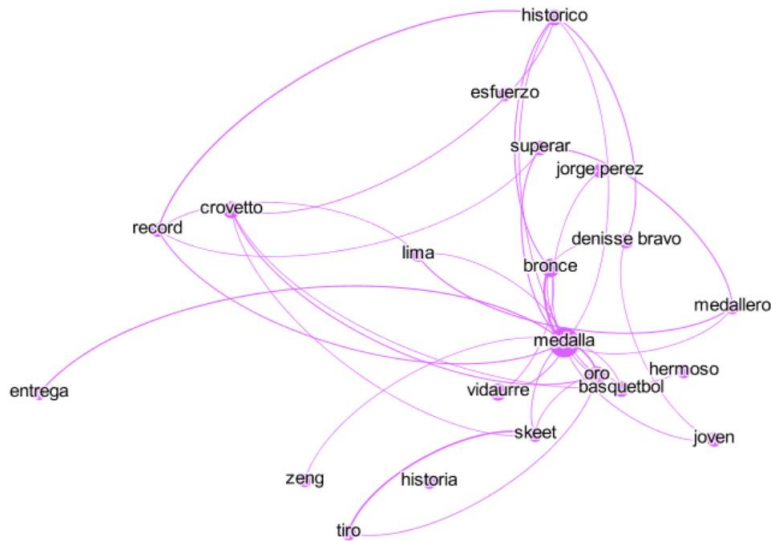 historico
esfuerzo
superar
jorge perez
crovetto
record
denisse bravo
lima
bronce
medallero
medalla
hermoso
oro
entrega
vidaurre
basquetbol
skeet
joven
zeng
historia
tiro